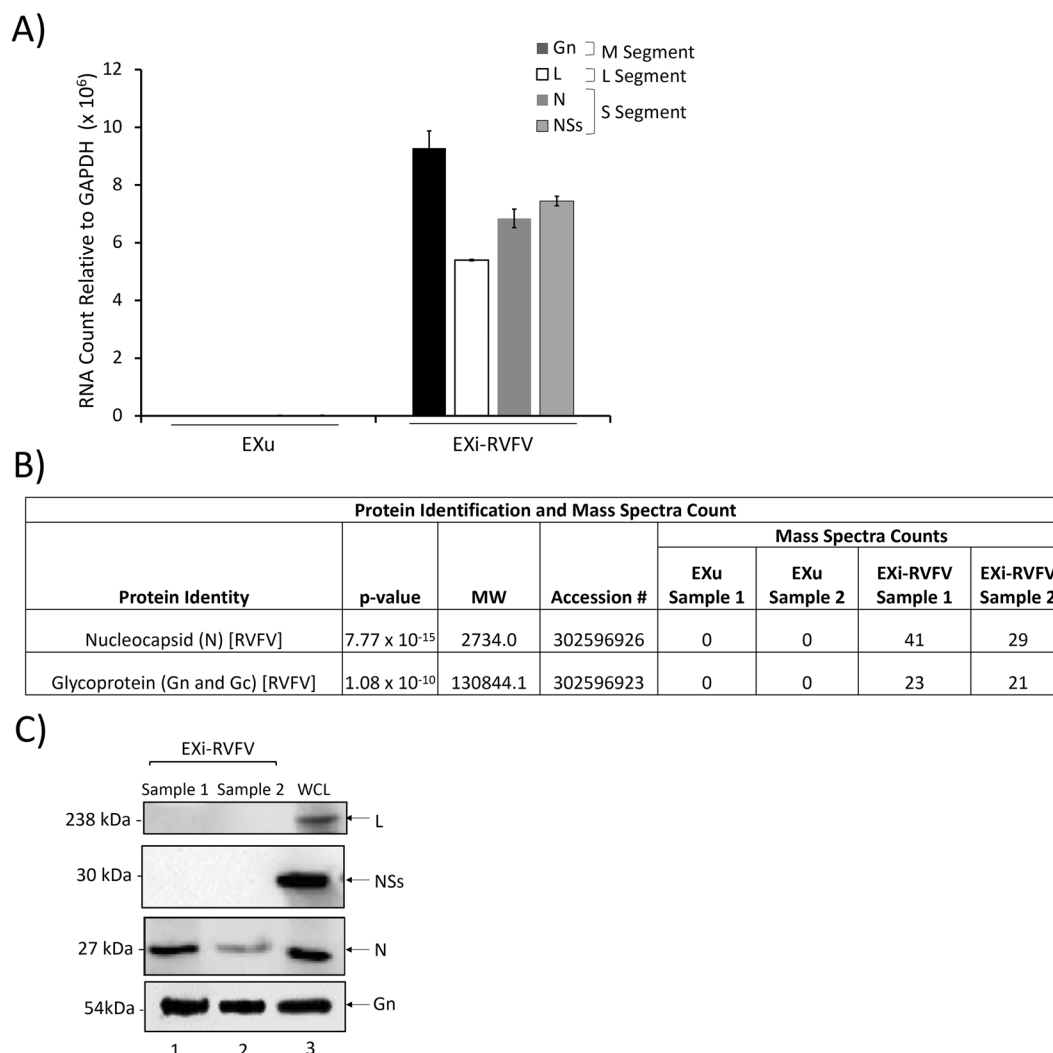 A)
Gn
M Segment
L
L Segment
N
S Segment
NSs
RNA Count Relative to GAPDH (x 10⁶)
12
10
8
6
4
2
0
EXu
EXi-RVFV
B)
Protein Identification and Mass Spectra Count
Mass Spectra Counts
Protein Identity p-value MW Accession # EXu Sample 1 EXu Sample 2 EXi-RVFV Sample 1 EXi-RVFV Sample 2
Nucleocapsid (N) [RVFV] 7.77 x 10⁻¹⁵ 2734.0 302596926 0 0 41 29
Glycoprotein (Gn and Gc) [RVFV] 1.08 x 10⁻¹⁰ 130844.1 302596923 0 0 23 21
C)
EXi-RVFV
Sample 1 Sample 2 WCL
238 kDa - L
30 kDa - NSs
27 kDa - N
54kDa - Gn
1 2 3